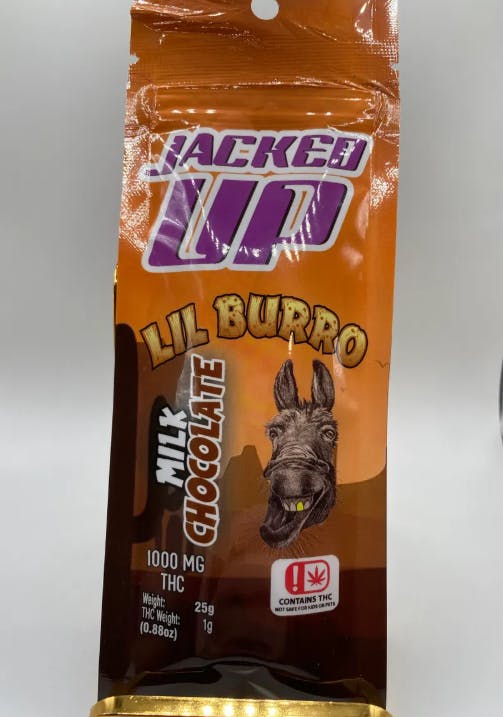 JACKED
UP
LIL BURRO
MILK
CHOCOLATE
1000 MG
THC
Weight: 25g
THC Weight: 1g
(0.88oz)
CONTAINS THC
NOT SAFE FOR KIDS OR PETS